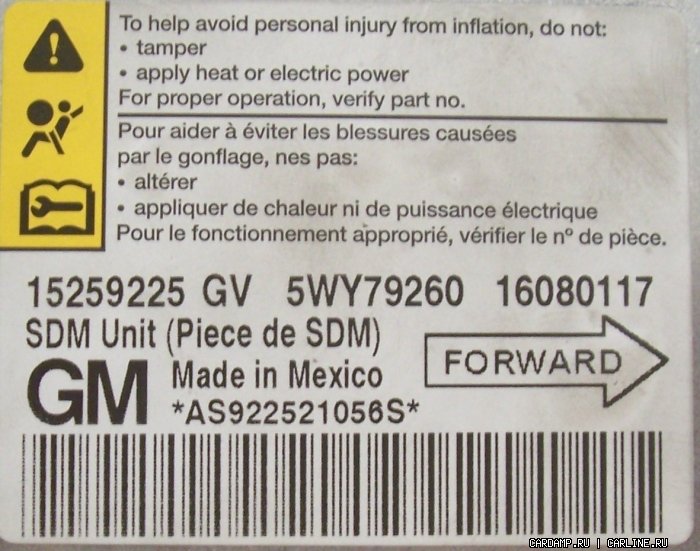 To help avoid personal injury from inflation, do not:
• tamper
• apply heat or electric power
For proper operation, verify part no.
Pour aider à éviter les blessures causées
par le gonflage, nes pas:
• altérer
• appliquer de chaleur ni de puissance électrique
Pour le fonctionnement approprié, vérifier le nº de pièce.
15259225 GV 5WY79260 16080117
SDM Unit (Piece de SDM)
FORWARD
GM Made in Mexico
*AS922521056S*
CARDAMP.RU | CARLINE.RU